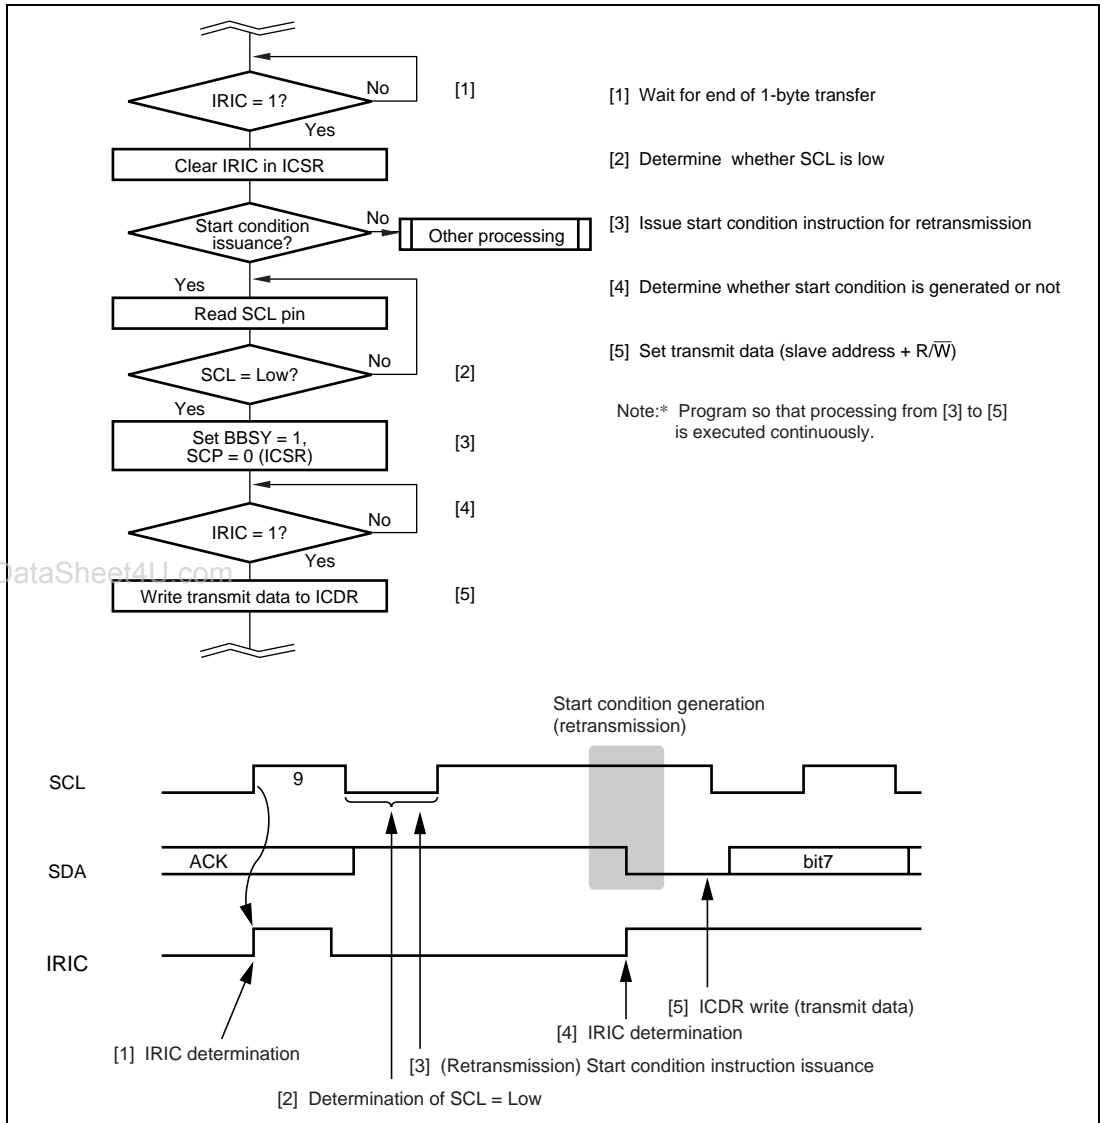 IRIC = 1?
No
Yes
[1]
Clear IRIC in ICSR
Start condition
issuance?
No
Yes
Other processing
Read SCL pin
SCL = Low?
No
Yes
[2]
Set BBSY = 1,
SCP = 0 (ICSR)
[3]
IRIC = 1?
No
Yes
[4]
Write transmit data to ICDR
[5]
[1] Wait for end of 1-byte transfer
[2] Determine whether SCL is low
[3] Issue start condition instruction for retransmission
[4] Determine whether start condition is generated or not
[5] Set transmit data (slave address + R/W̅)
Note:* Program so that processing from [3] to [5]
is executed continuously.
DataSheet4U.com
Start condition generation
(retransmission)
SCL
9
SDA
ACK
bit7
IRIC
[5] ICDR write (transmit data)
[4] IRIC determination
[1] IRIC determination
[3] (Retransmission) Start condition instruction issuance
[2] Determination of SCL = Low